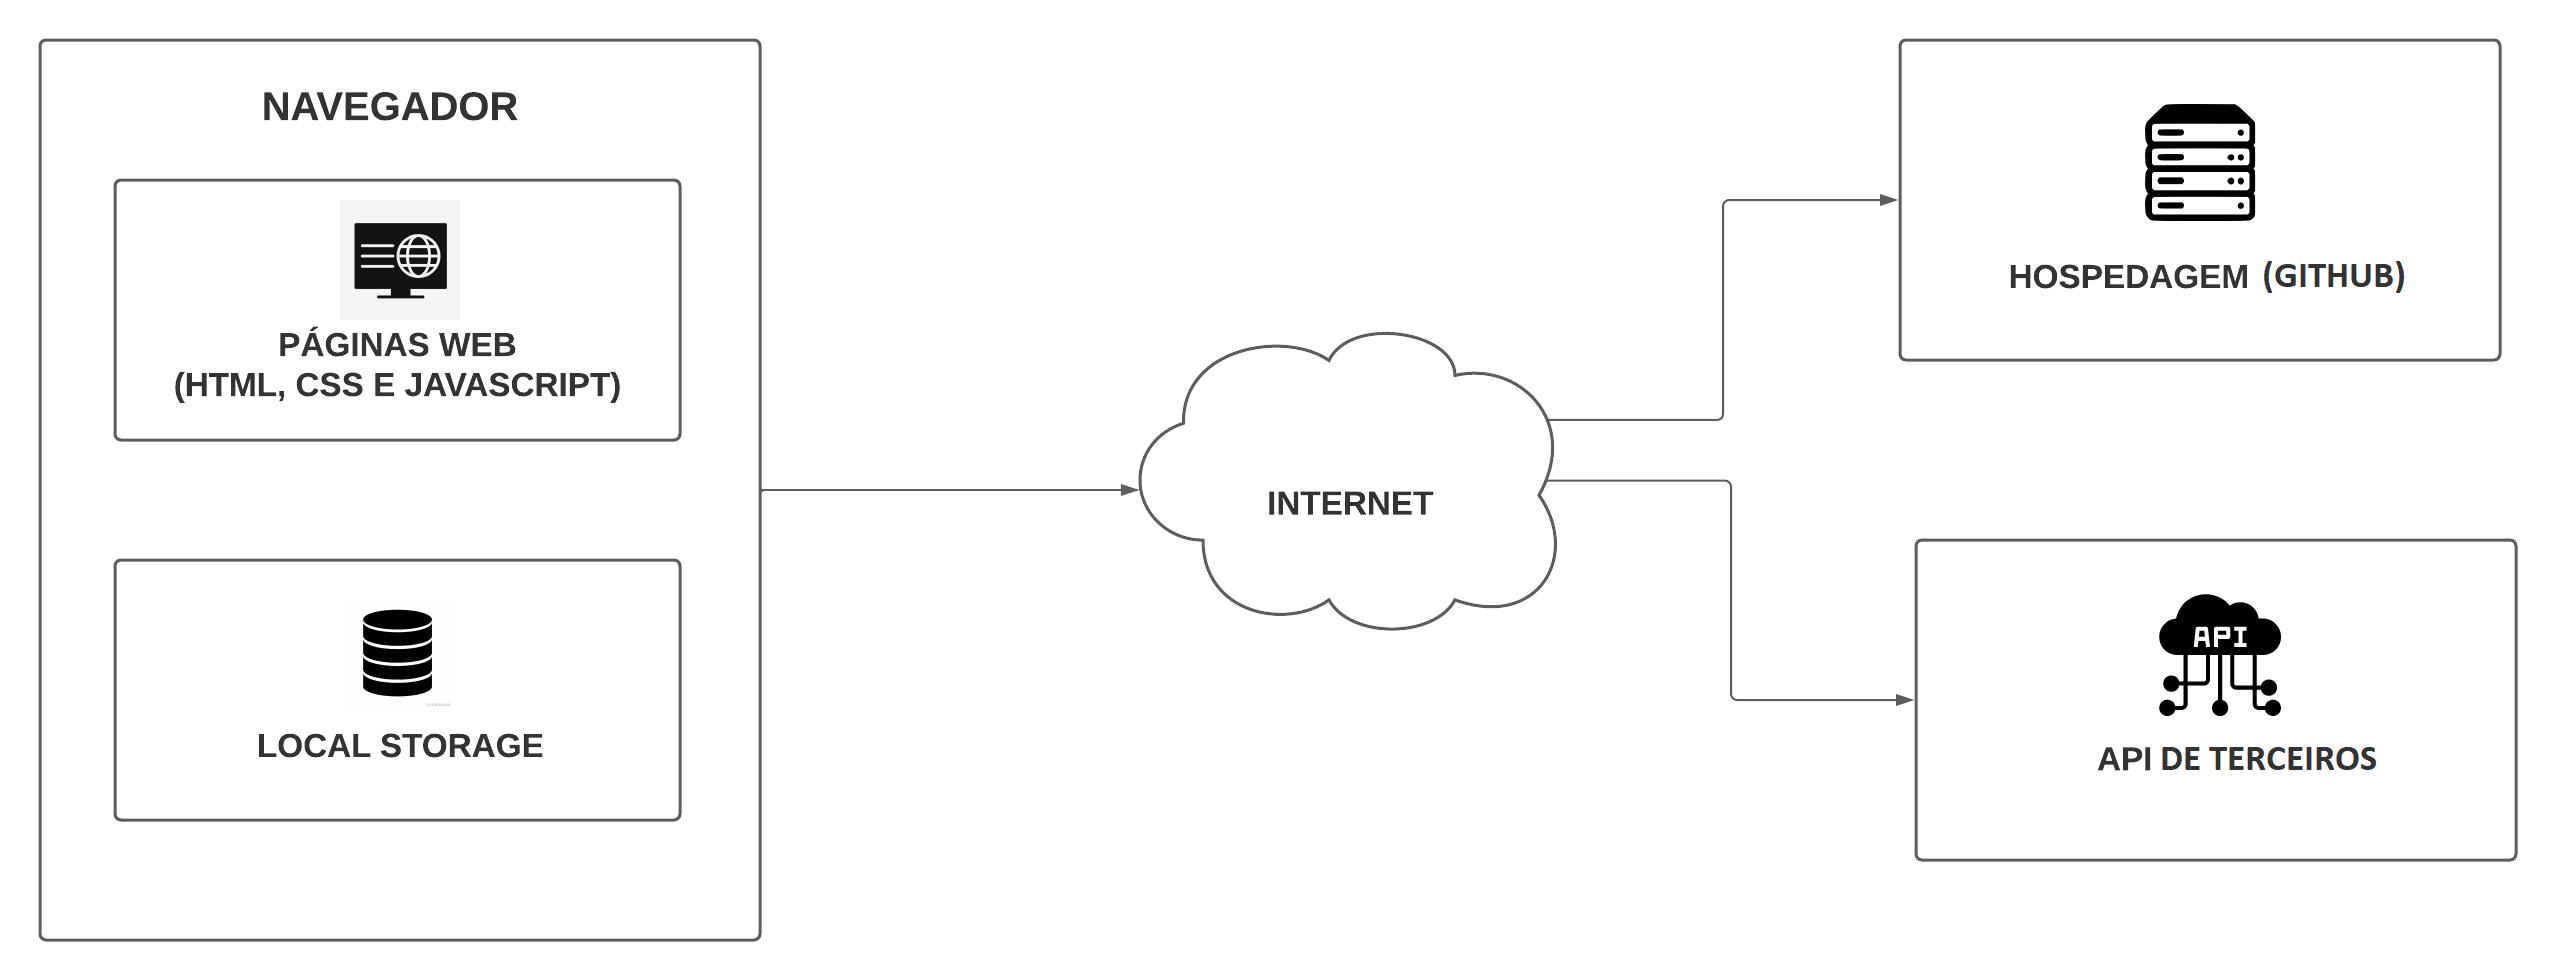 NAVEGADOR
PÁGINAS WEB
(HTML, CSS E JAVASCRIPT)
LOCAL STORAGE
INTERNET
HOSPEDAGEM (GITHUB)
API
API DE TERCEIROS